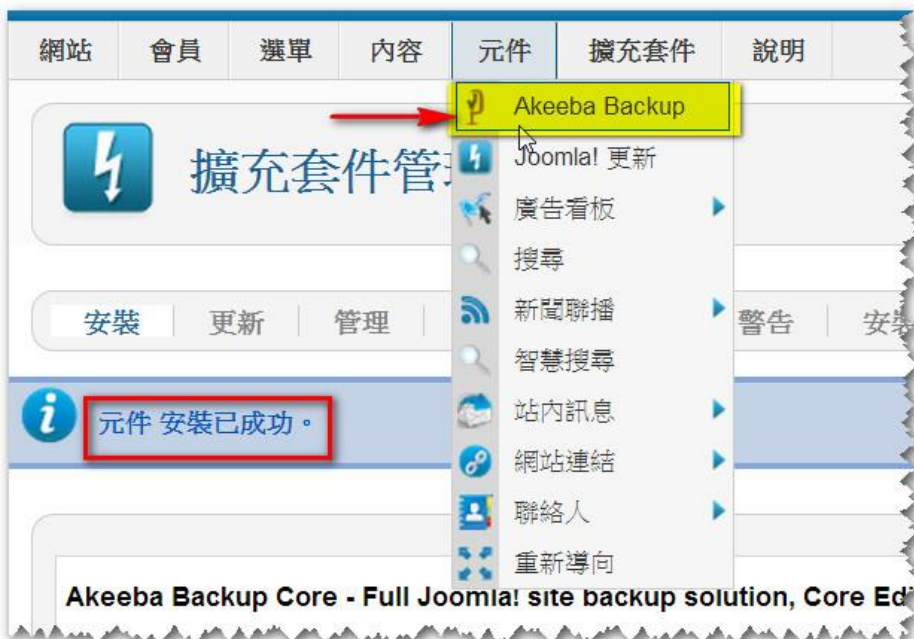 網站 會員 選單 內容 元件 擴充套件 說明
Akeeba Backup
Joomla! 更新
擴充套件管
廣告看板
搜尋
安裝 更新 管理 警告 安裝
新聞聯播
智慧搜尋
元件 安裝已成功。
站內訊息
網站連結
聯絡人
重新導向
Akeeba Backup Core - Full Joomla! site backup solution, Core Edi